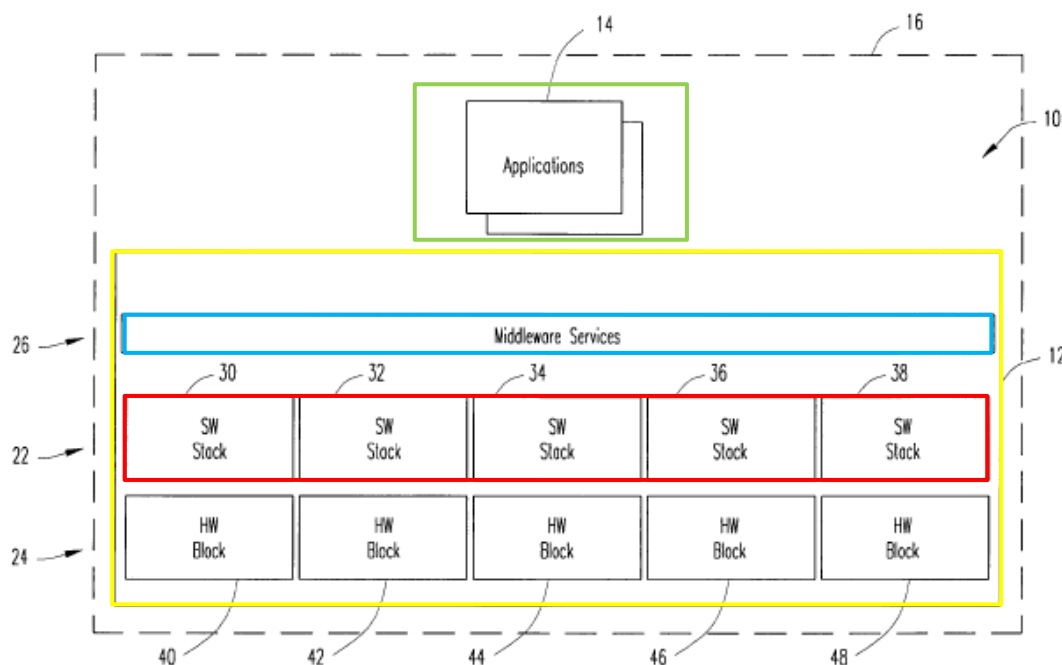 14
16
10
Applications
26
Middleware Services
12
30
32
34
36
38
22
SW
Stack
SW
Stack
SW
Stack
SW
Stack
SW
Stack
24
HW
Block
HW
Block
HW
Block
HW
Block
HW
Block
40
42
44
46
48